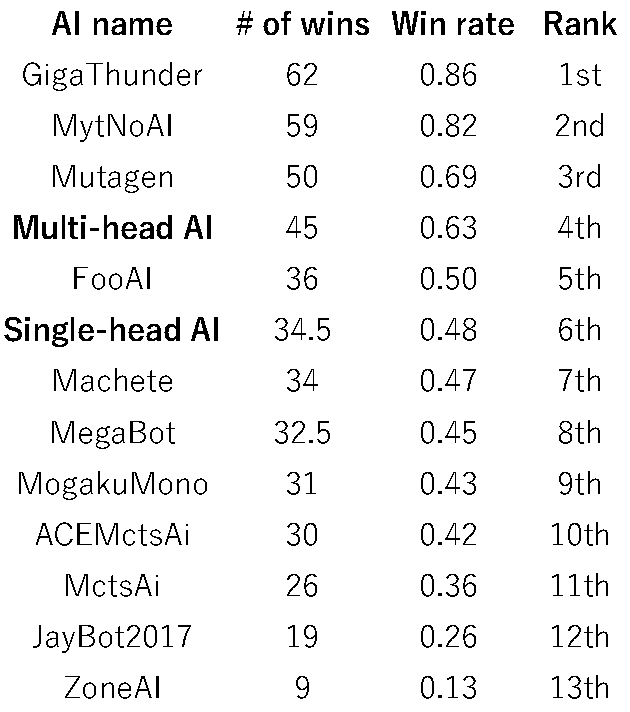 AI name # of wins Win rate Rank
GigaThunder 62 0.86 1st
MytNoAI 59 0.82 2nd
Mutagen 50 0.69 3rd
Multi-head AI 45 0.63 4th
FooAI 36 0.50 5th
Single-head AI 34.5 0.48 6th
Machete 34 0.47 7th
MegaBot 32.5 0.45 8th
MogakuMono 31 0.43 9th
ACEMctsAi 30 0.42 10th
MctsAi 26 0.36 11th
JayBot2017 19 0.26 12th
ZoneAI 9 0.13 13th